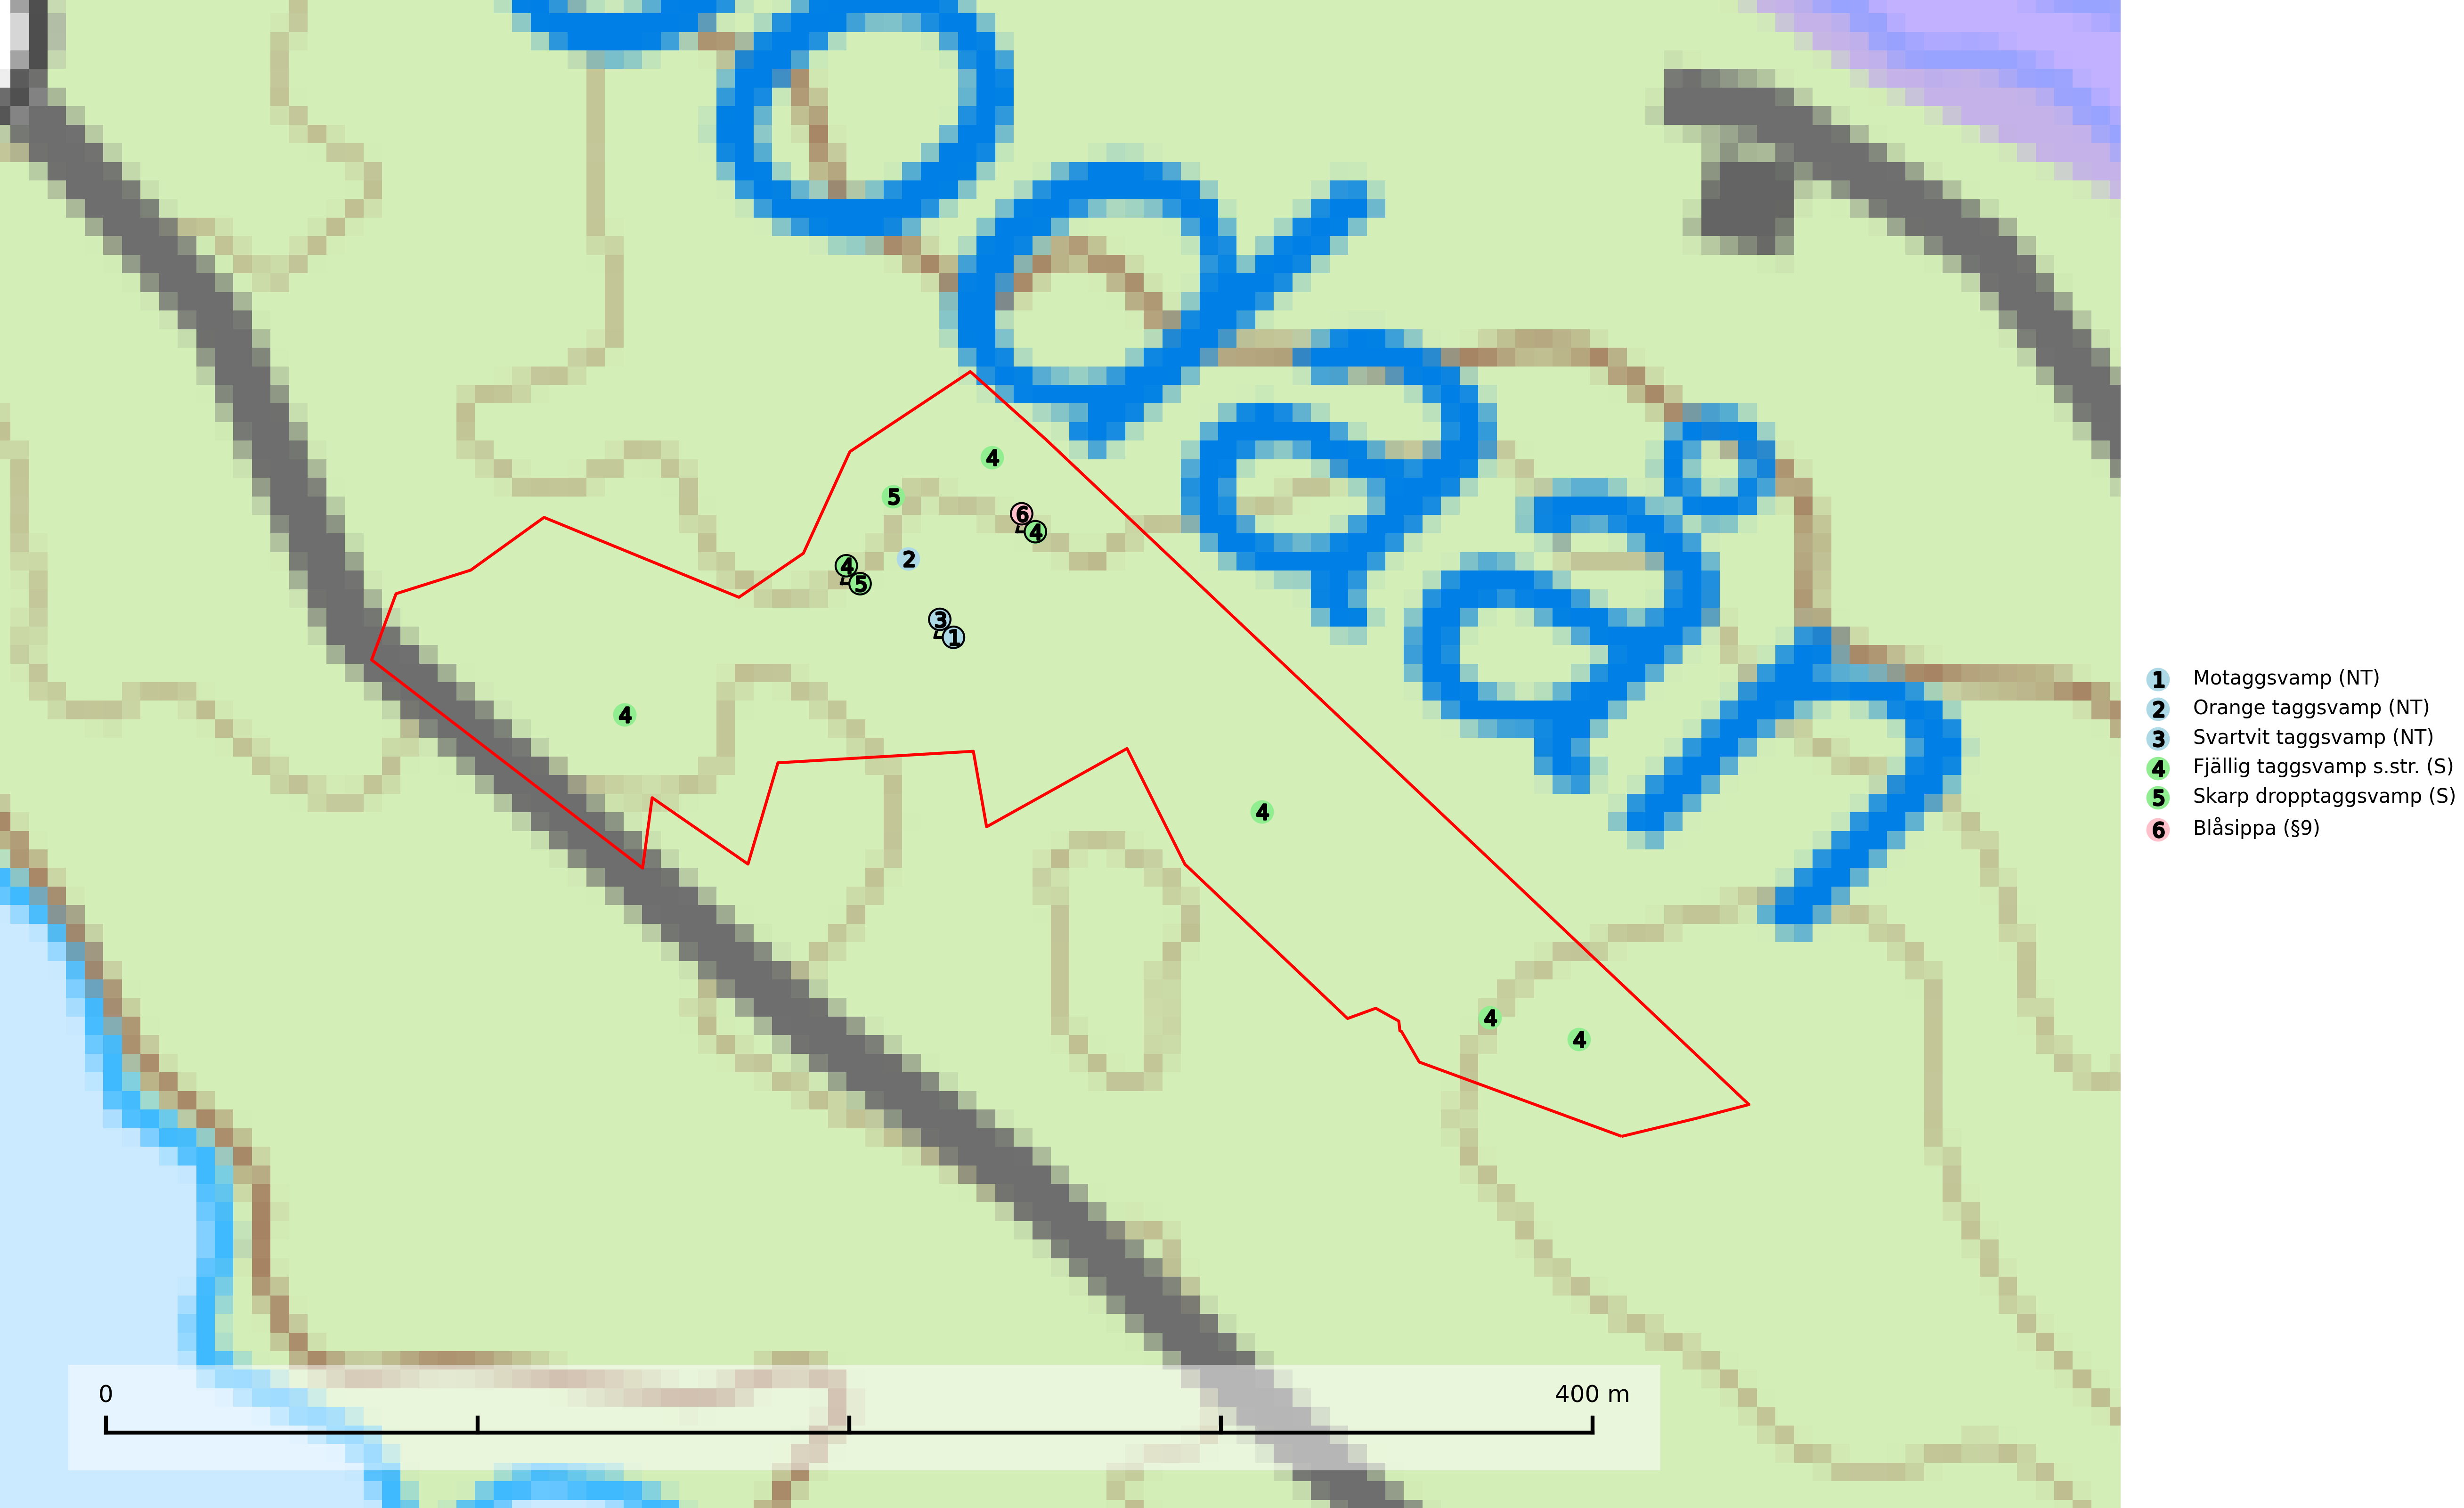 4
5
6
4
4
5
2
3
1
4
4
4
4
1 Motaggsvamp (NT)
2 Orange taggsvamp (NT)
3 Svartvit taggsvamp (NT)
4 Fjällig taggsvamp s.str. (S)
5 Skarp dropptaggsvamp (S)
6 Blåsippa (§9)
0 400 m